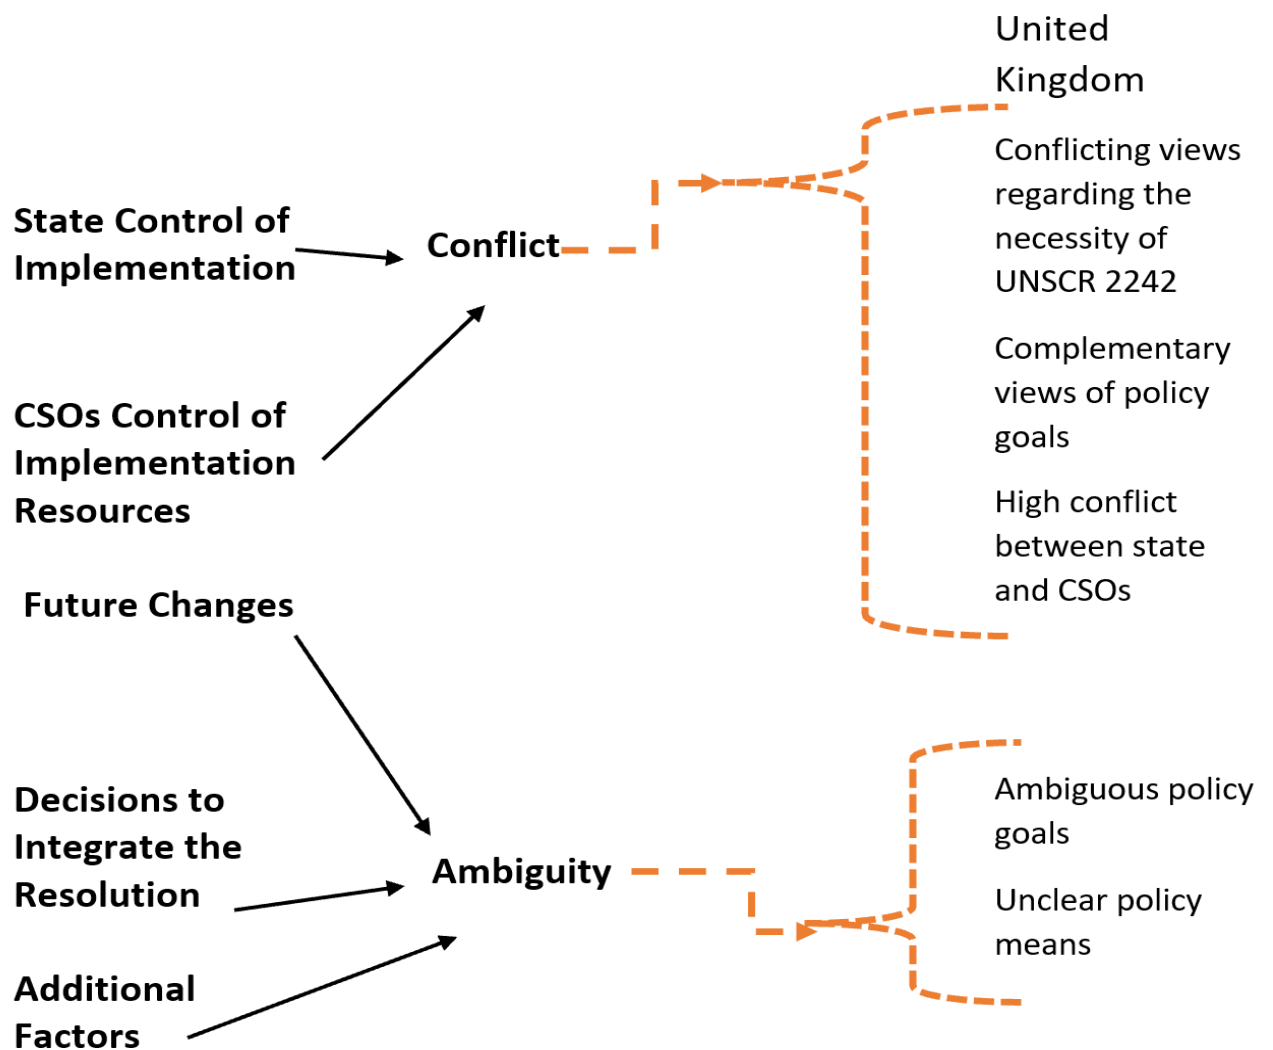 State Control of
Implementation
CSOs Control of
Implementation
Resources
Future Changes
Decisions to
Integrate the
Resolution
Additional
Factors
Conflict
Ambiguity
United
Kingdom
Conflicting views
regarding the
necessity of
UNSCR 2242
Complementary
views of policy
goals
High conflict
between state
and CSOs
Ambiguous policy
goals
Unclear policy
means